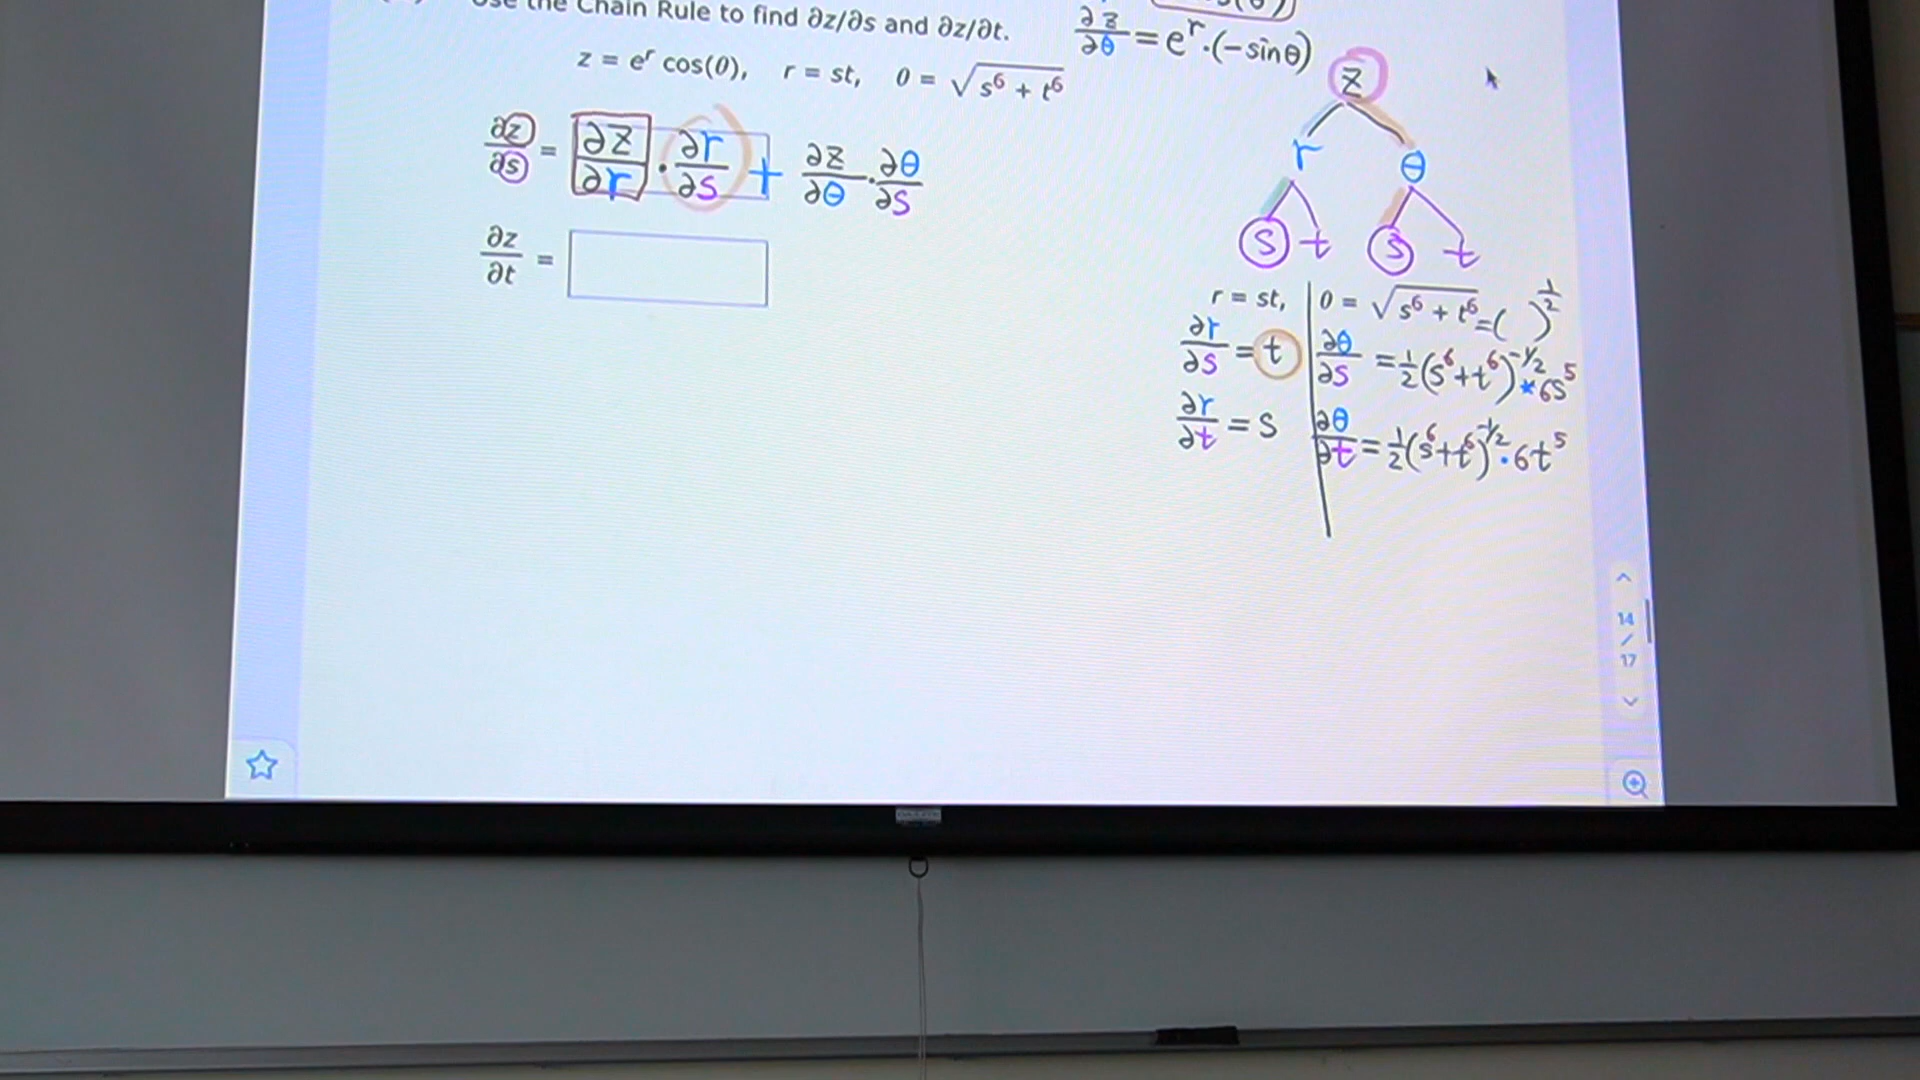 the Chain Rule to find ∂z/∂s and ∂z/∂t.
∂z/∂θ = e^r · (-sinθ)
z = e^r cos(θ), r = st, θ = √(s^6 + t^6)
∂z/∂s = ∂z/∂r · ∂r/∂s + ∂z/∂θ · ∂θ/∂s
∂z/∂t =
z
r θ
s t s t
r = st, θ = √(s^6 + t^6) = ( )^1/2
∂r/∂s = t ∂θ/∂s = 1/2(s^6+t^6)^-1/2 * 6s^5
∂r/∂t = s ∂θ/∂t = 1/2(s^6+t^6)^-1/2 · 6t^5
14
/
17